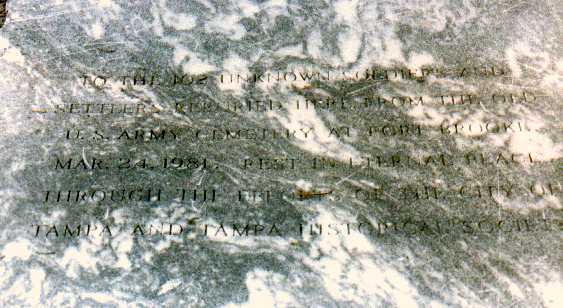 TO THE 102 UNKNOWN SOLDIERS AND
SETTLERS REBURIED HERE FROM THE OLD
U.S. ARMY CEMETERY AT FORT BROOKE
MAR. 24, 1981. REST IN ETERNAL PEACE
THROUGH THE OF THE CITY OF
TAMPA AND TAMPA HISTORICAL SOCIETY